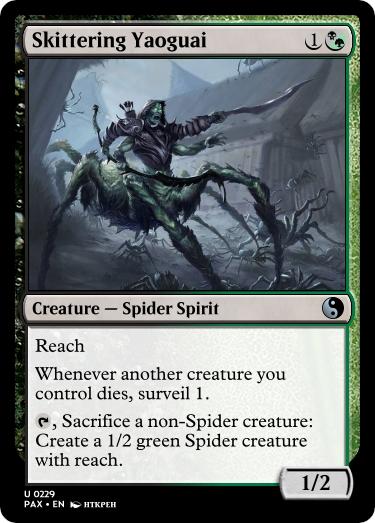 Skittering Yaoguai 1
Creature — Spider Spirit
Reach
Whenever another creature you
control dies, surveil 1.
, Sacrifice a non-Spider creature:
Create a 1/2 green Spider creature
with reach.
1/2
U 0229
PAX • EN HTKPEH